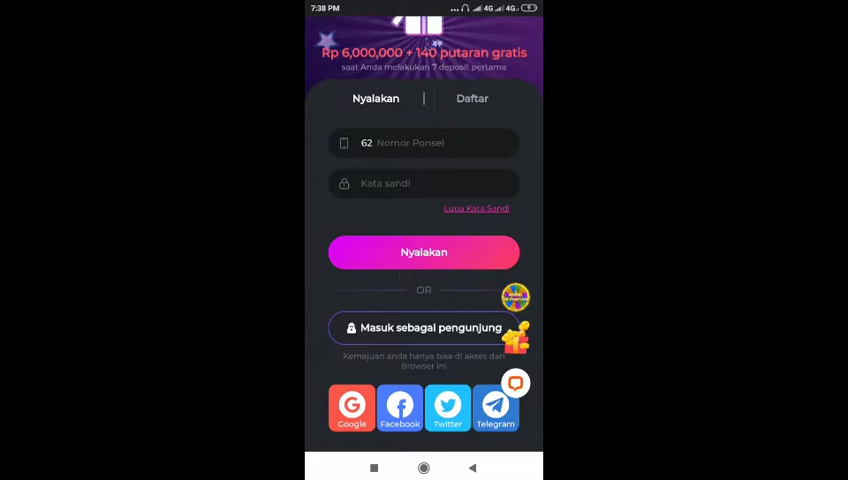 7:38 PM
4G 4G
Rp 6,000,000 + 140 putaran gratis
saat Anda melakukan 7 deposit pertama
Nyalakan | Daftar
62 Nomor Ponsel
Kata sandi
Lupa Kata Sandi
Nyalakan
OR
Masuk sebagai pengunjung
Kemajuan anda hanya bisa di akses dari
browser ini
Google Facebook Twitter Telegram